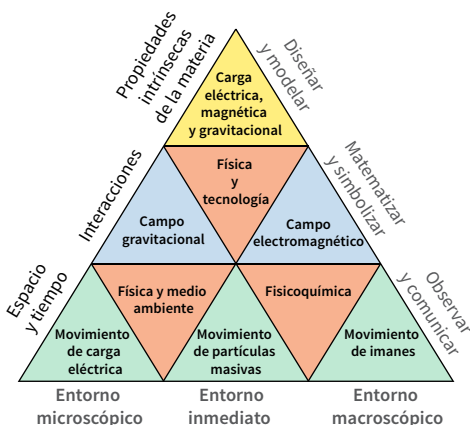 Propiedades
intrínsecas
de la materia
Diseñar
y modelar
Carga
eléctrica,
magnética
y gravitacional
Interacciones
Matematizar
y simbolizar
Física
y
tecnología
Campo
gravitacional
Campo
electromagnético
Espacio
y tiempo
Observar
y comunicar
Física y medio
ambiente
Fisicoquímica
Movimiento
de carga
eléctrica
Movimiento
de partículas
masivas
Movimiento
de imanes
Entorno
microscópico
Entorno
inmediato
Entorno
macroscópico